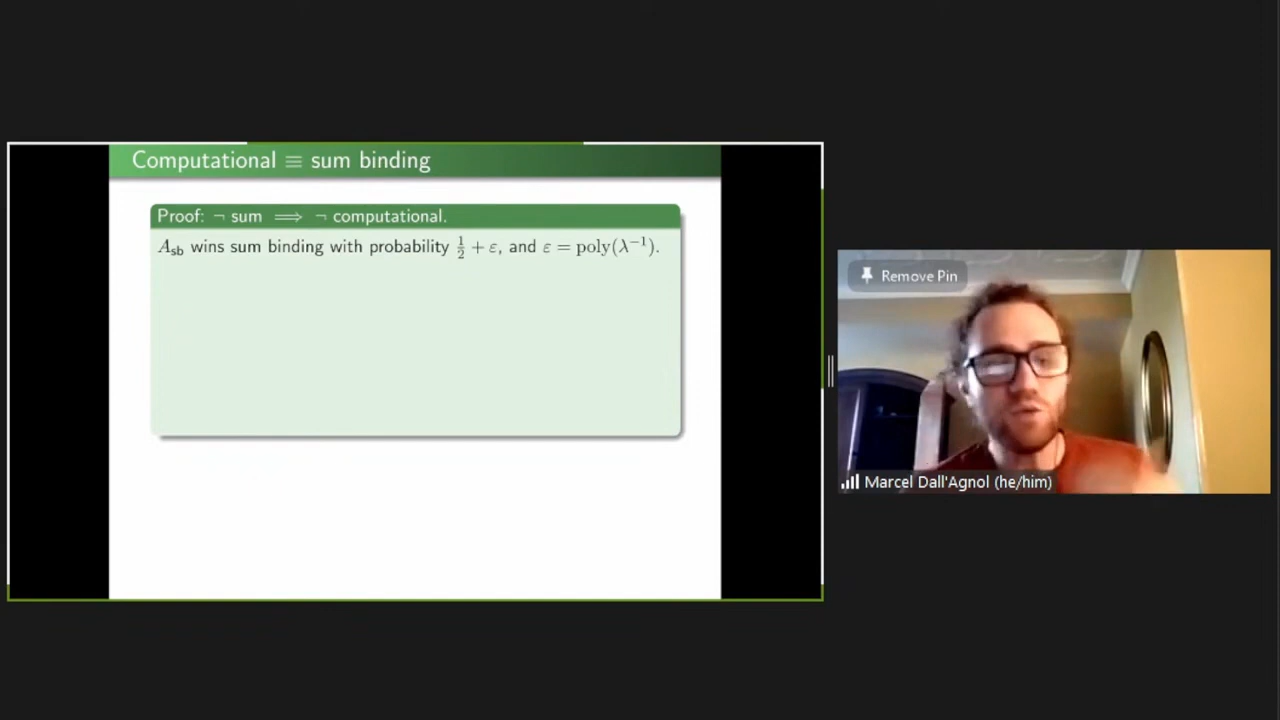 Computational ≡ sum binding
Proof: ¬ sum ⟹ ¬ computational.
A_sb wins sum binding with probability 1/2 + ε, and ε = poly(λ⁻¹).
Remove Pin
Marcel Dall'Agnol (he/him)